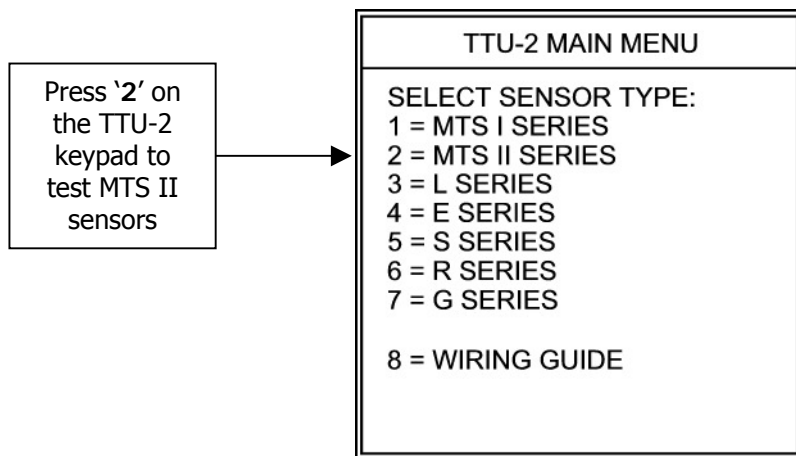 Press ‘2’ on
the TTU-2
keypad to
test MTS II
sensors
TTU-2 MAIN MENU
SELECT SENSOR TYPE:
1 = MTS I SERIES
2 = MTS II SERIES
3 = L SERIES
4 = E SERIES
5 = S SERIES
6 = R SERIES
7 = G SERIES
8 = WIRING GUIDE